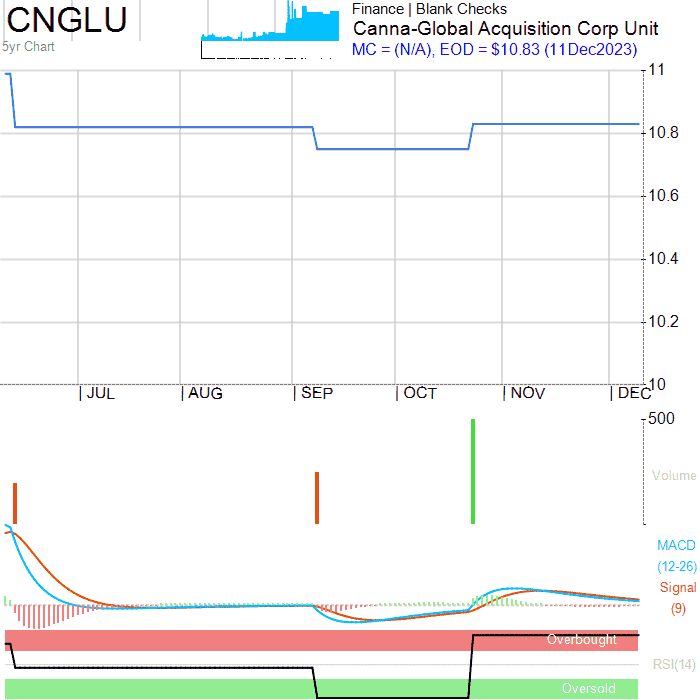 CNGLU
5yr Chart
Finance | Blank Checks
Canna-Global Acquisition Corp Unit
MC = (N/A), EOD = $10.83 (11Dec2023)
11
10.8
10.6
10.4
10.2
10
| JUL | AUG | SEP | OCT | NOV | DEC
500
Volume
MACD
(12-26)
Signal
(9)
Overbought
RSI(14)
Oversold